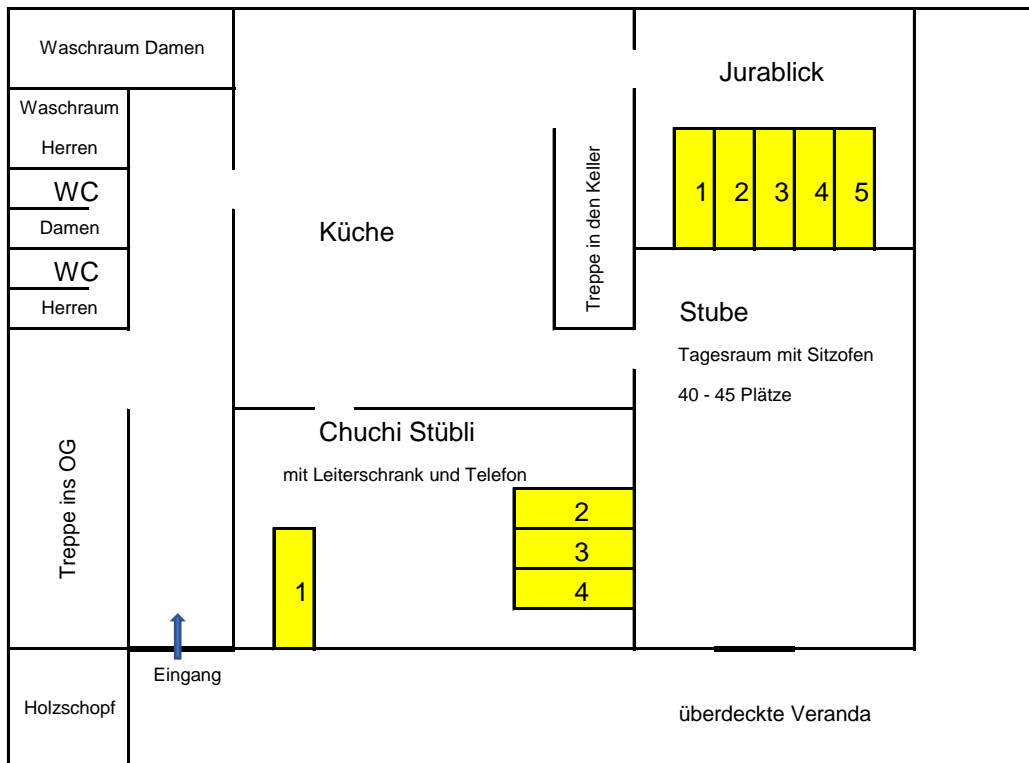 Waschraum Damen
Jurablick
Waschraum
Herren
WC
Damen
WC
Herren
Küche
Treppe in den Keller
1 2 3 4 5
Stube
Tagesraum mit Sitzofen
40 - 45 Plätze
Chuchi Stübli
mit Leiterschrank und Telefon
Treppe ins OG
2
3
4
1
Eingang
Holzschopf
überdeckte Veranda